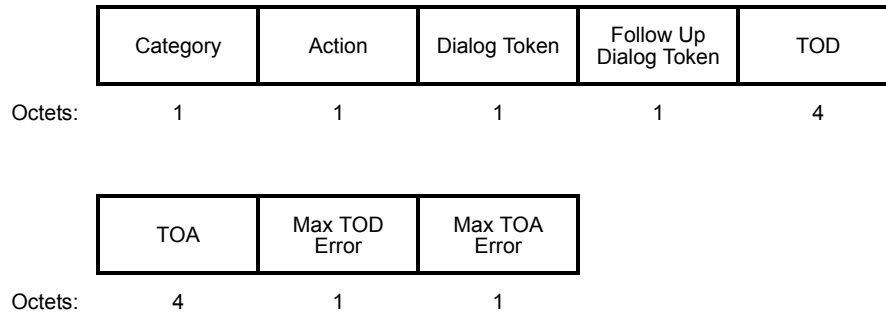 Category Action Dialog Token Follow Up Dialog Token TOD
Octets: 1 1 1 1 4
TOA Max TOD Error Max TOA Error
Octets: 4 1 1